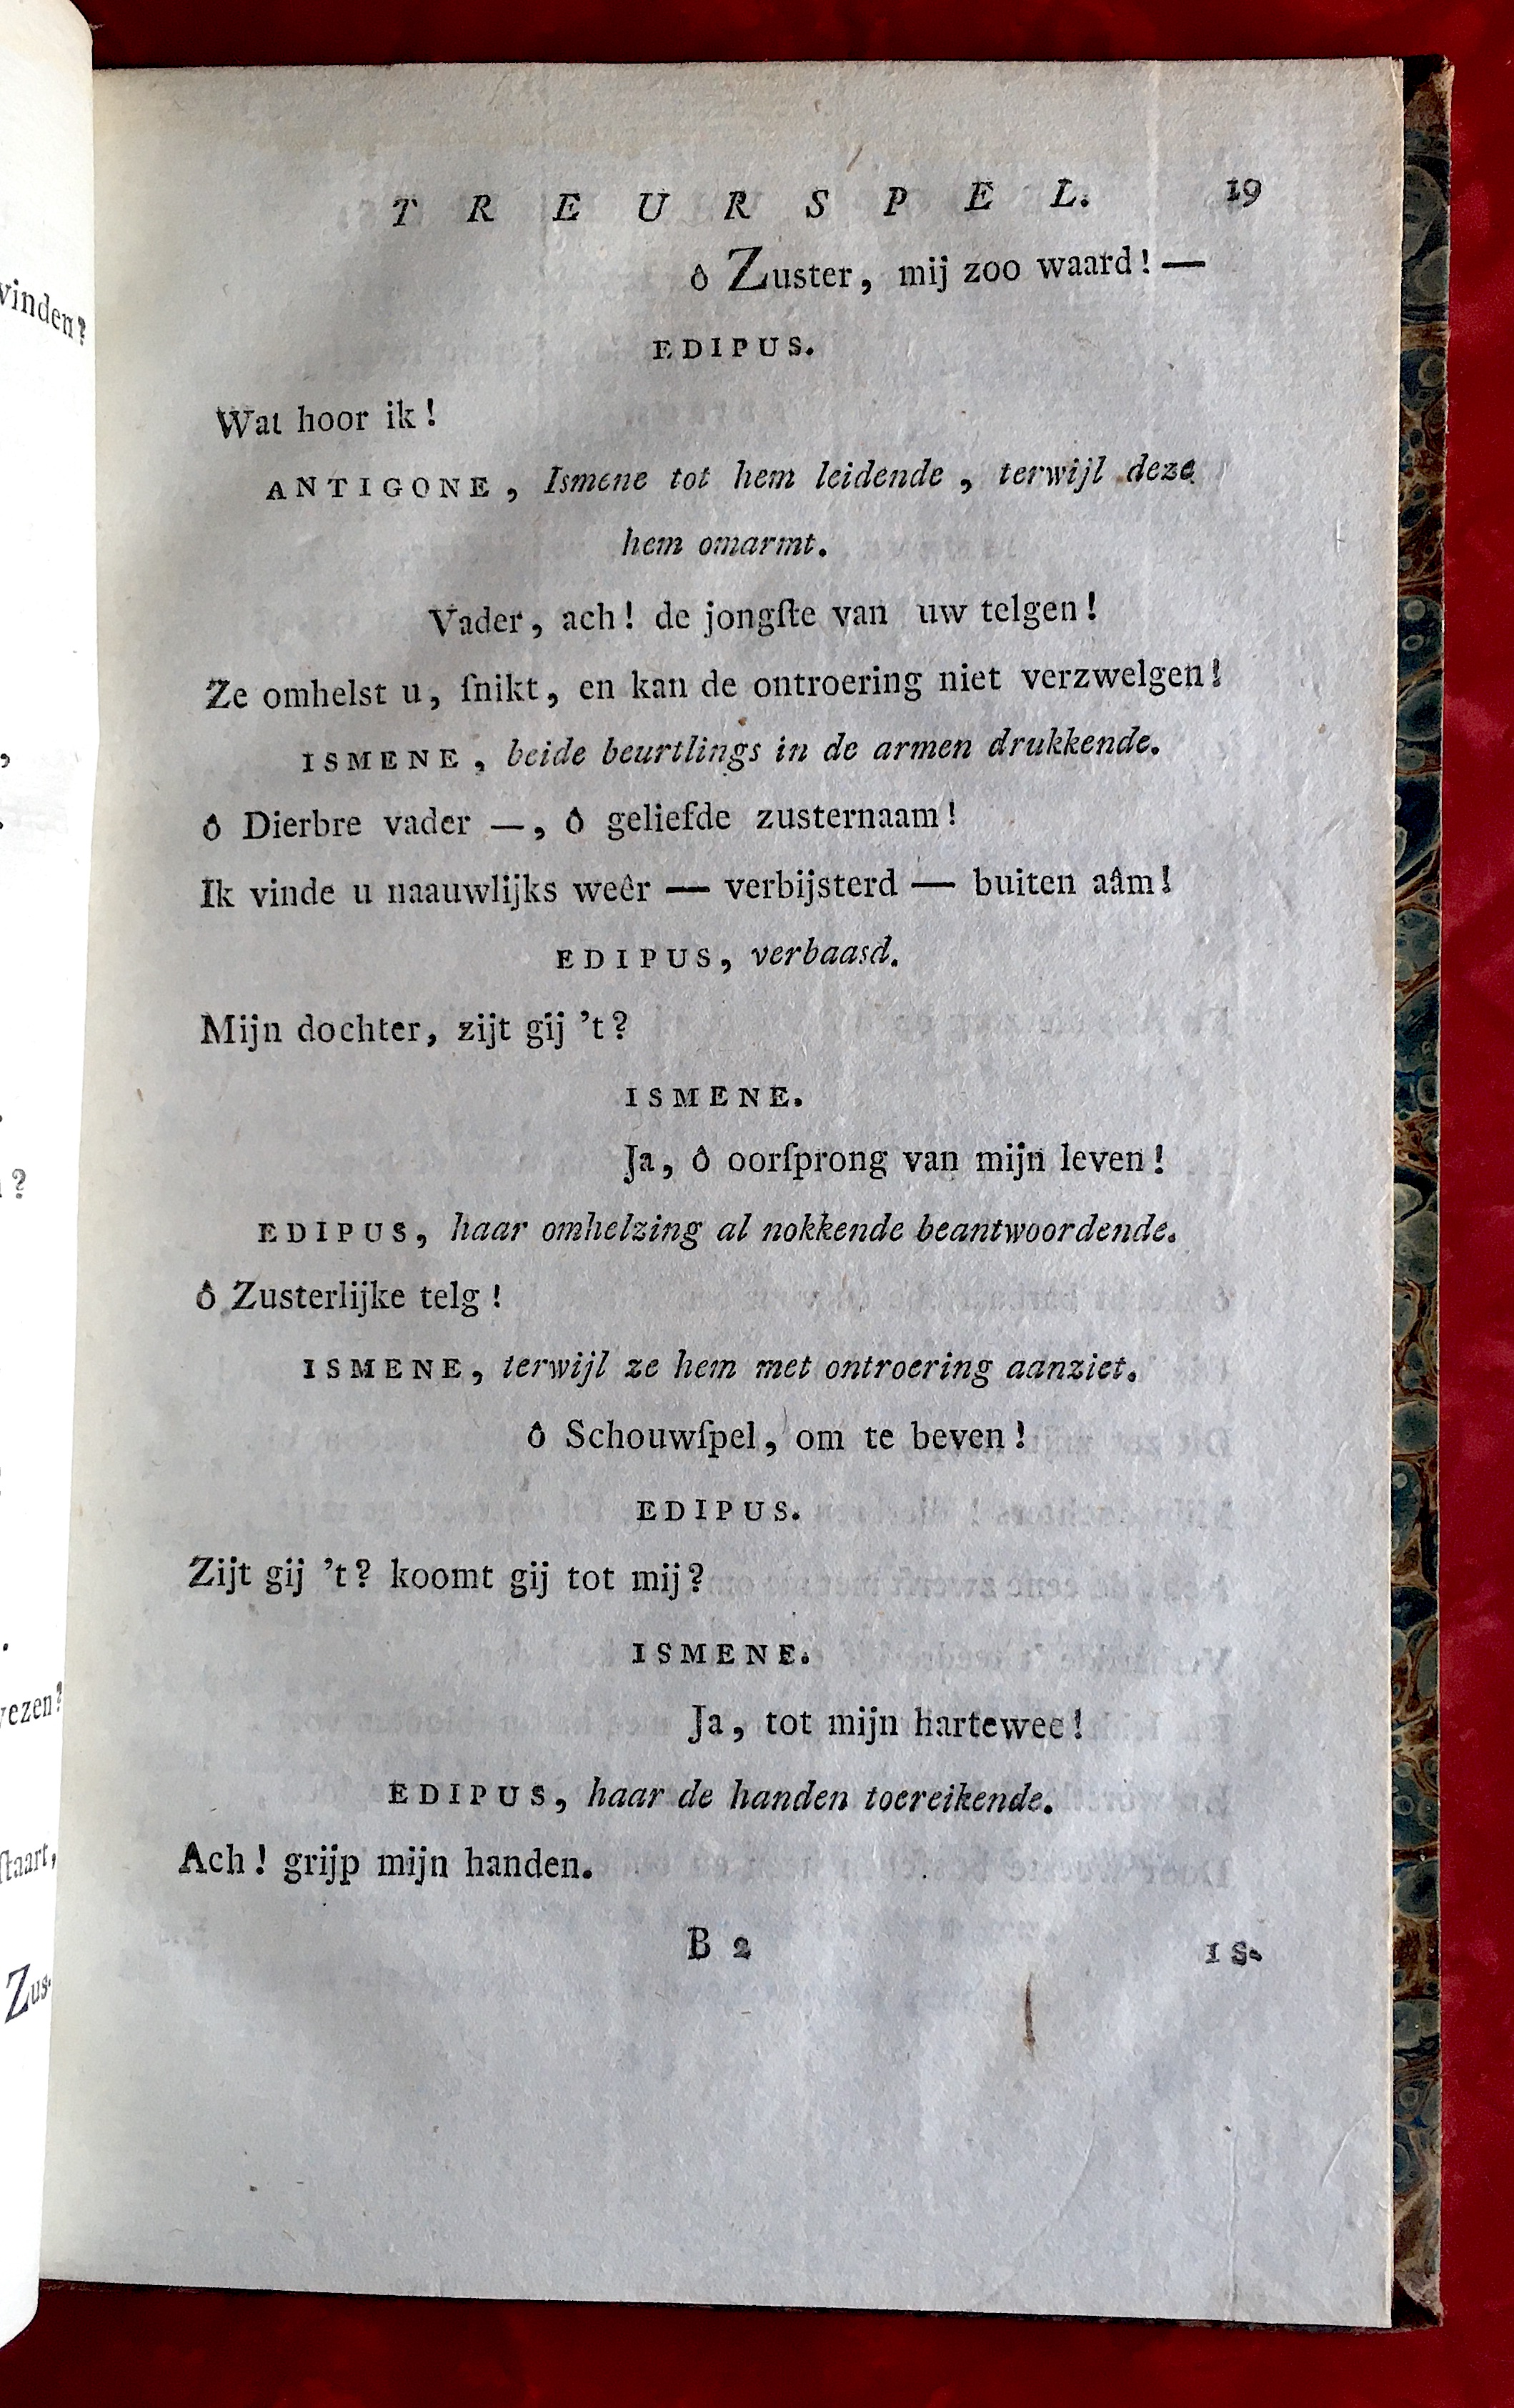 TREURSPEL. 19
ô Zuster, mij zoo waard! —
EDIPUS.
Wat hoor ik!
ANTIGONE, Ismene tot hem leidende, terwijl deze
hem omarmt.
Vader, ach! de jongſte van uw telgen!
Ze omhelst u, ſnikt, en kan de ontroering niet verzwelgen!
ISMENE, beide beurtlings in de armen drukkende.
ô Dierbre vader —, ô geliefde zusternaam!
Ik vinde u naauwlijks weêr — verbijsterd — buiten aâm!
EDIPUS, verbaasd.
Mijn dochter, zijt gij 't?
ISMENE.
Ja, ô oorſprong van mijn leven!
EDIPUS, haar omhelzing al nokkende beantwoordende.
ô Zusterlijke telg!
ISMENE, terwijl ze hem met ontroering aanziet.
ô Schouwſpel, om te beven!
EDIPUS.
Zijt gij 't? koomt gij tot mij?
ISMENE.
Ja, tot mijn hartewee!
EDIPUS, haar de handen toereikende.
Ach! grijp mijn handen.
B 2 IS-
vinden?
vezen?
ſtaart,
Zus-